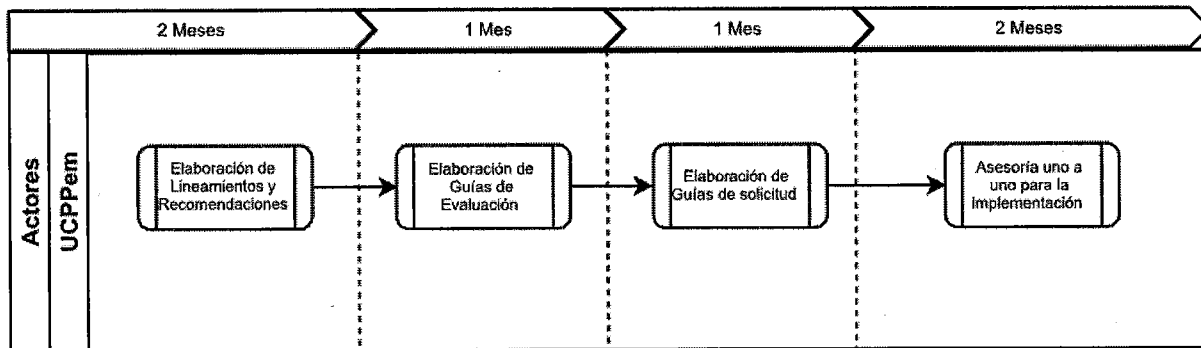 2 Meses
1 Mes
1 Mes
2 Meses
Actores
UCPPem
Elaboración de
Lineamientos y
Recomendaciones
Elaboración de
Guías de
Evaluación
Elaboración de
Guías de solicitud
Asesoría uno a
uno para la
implementación